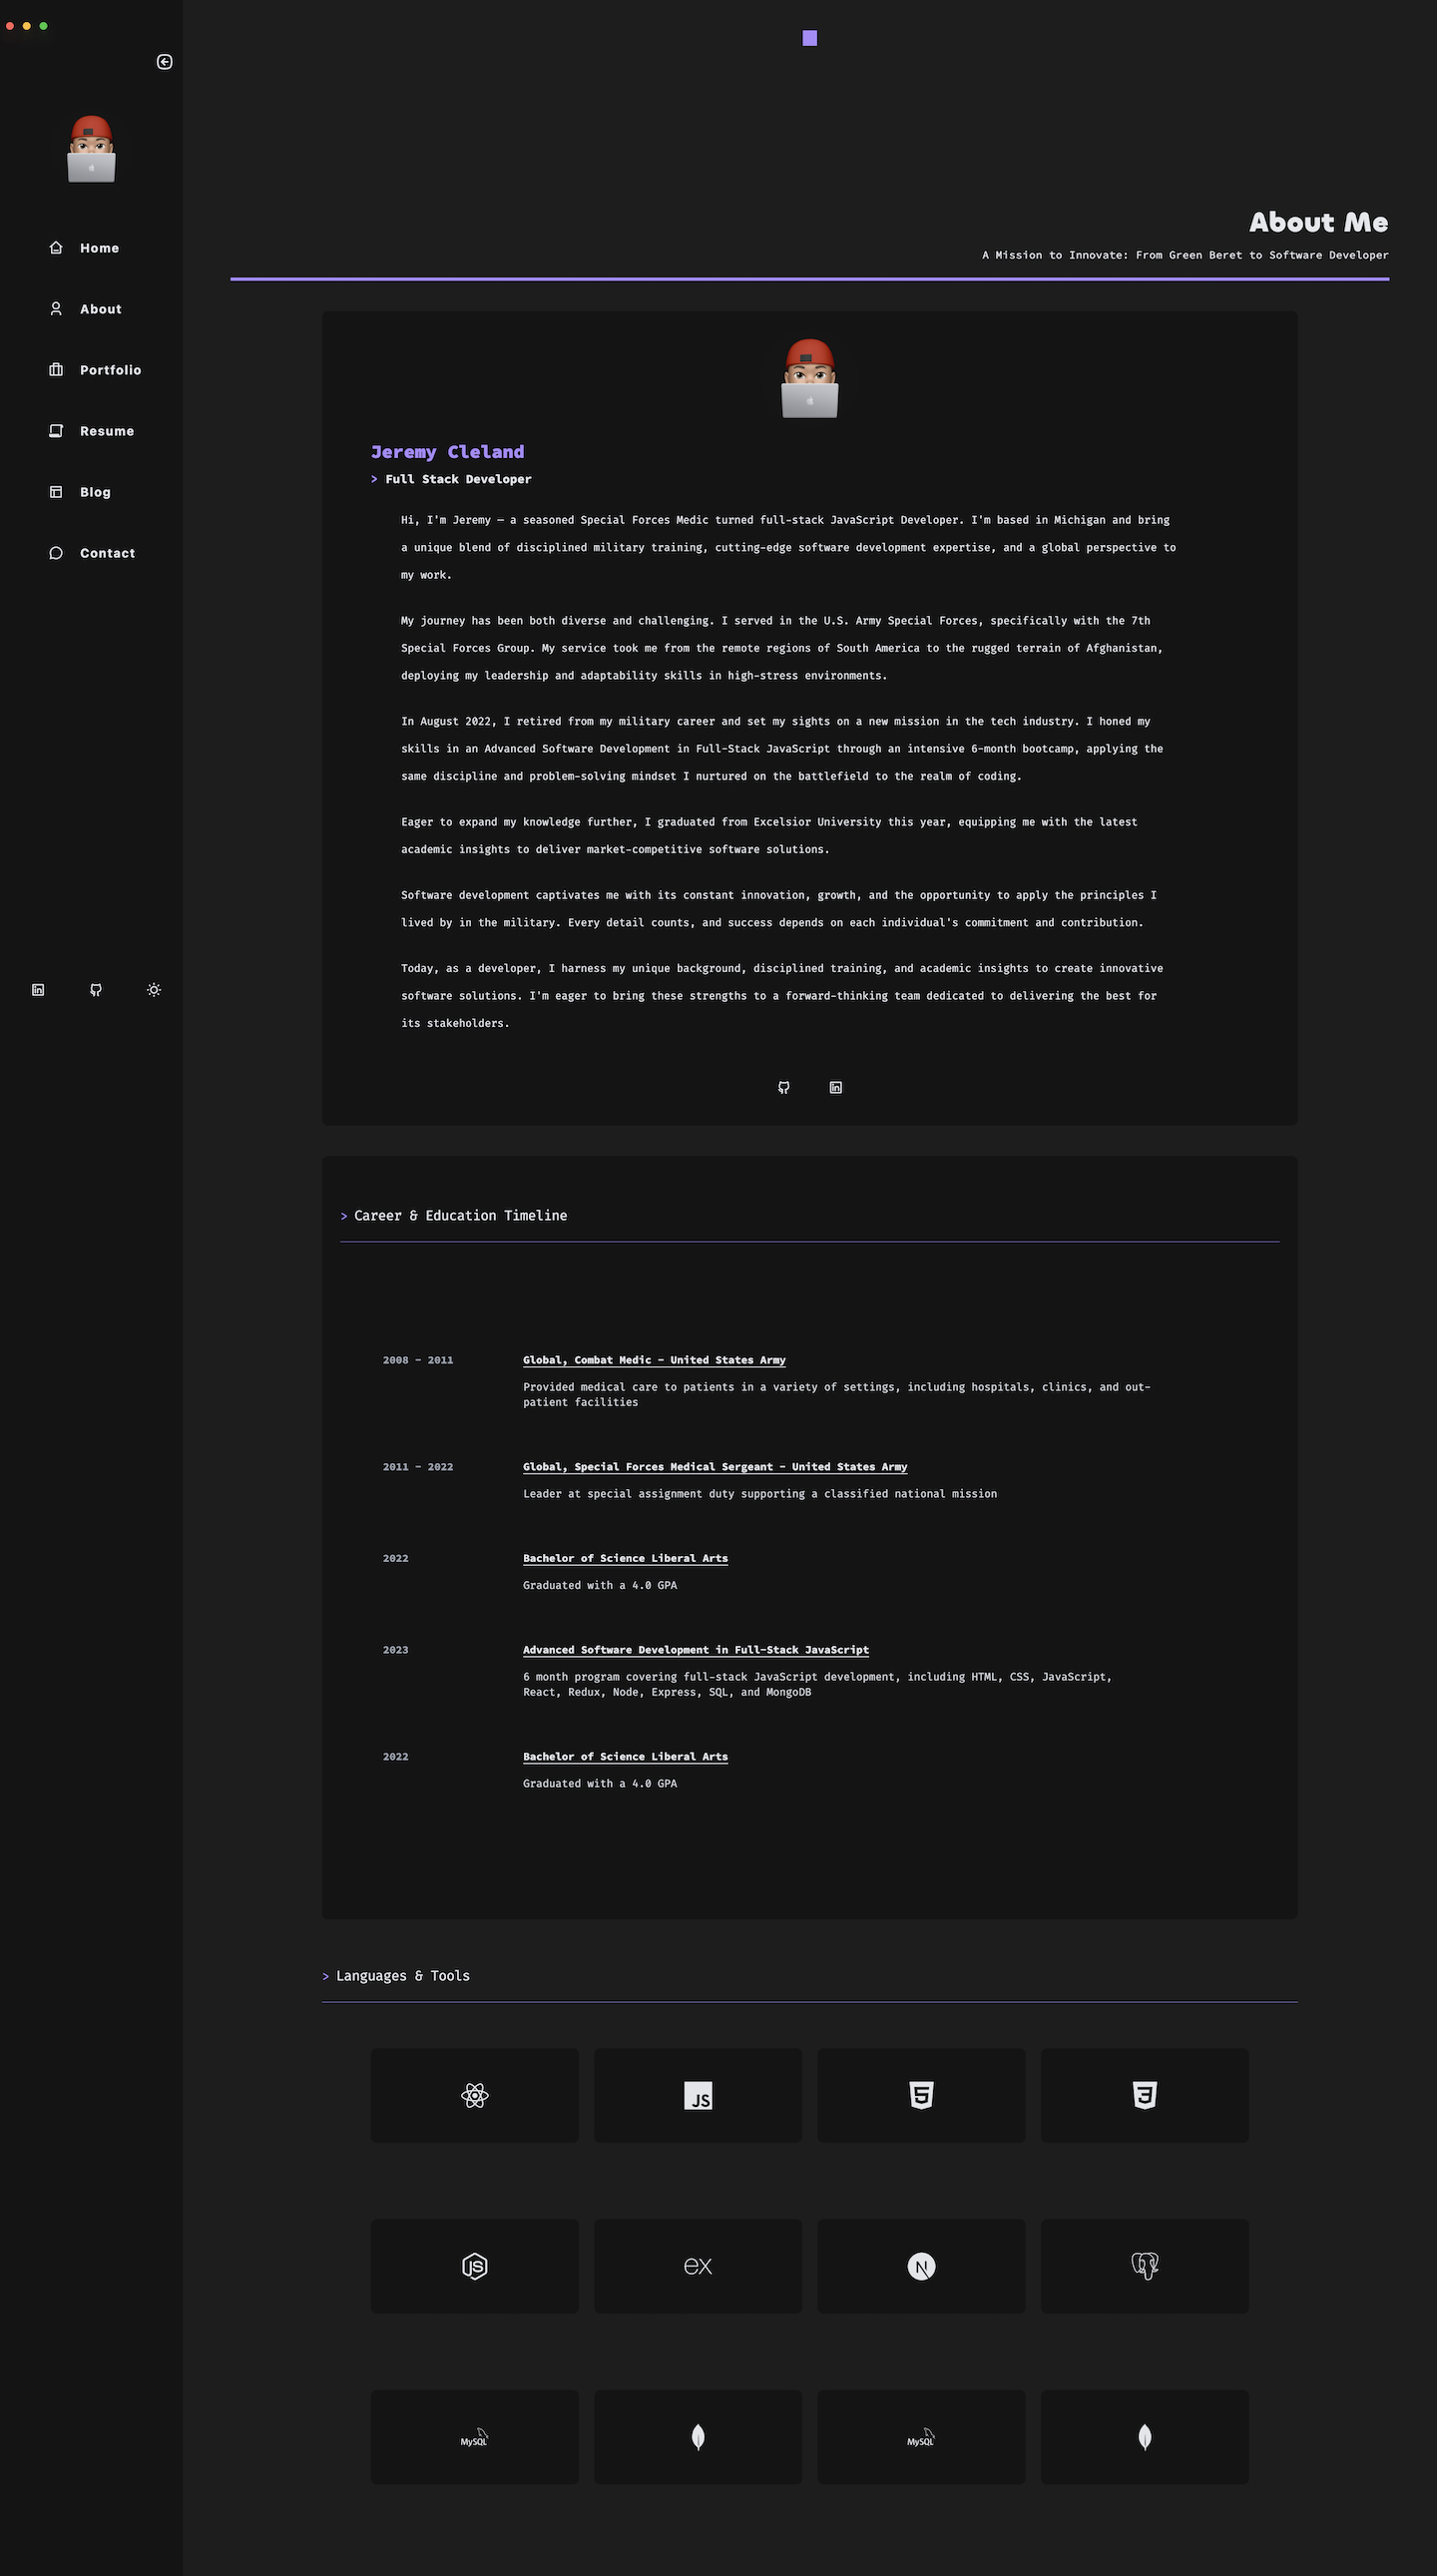 Home
About
Portfolio
Resume
Blog
Contact
About Me
A Mission to Innovate: From Green Beret to Software Developer
Jeremy Cleland
> Full Stack Developer
Hi, I'm Jeremy — a seasoned Special Forces Medic turned full-stack JavaScript Developer. I'm based in Michigan and bring
a unique blend of disciplined military training, cutting-edge software development expertise, and a global perspective to
my work.
My journey has been both diverse and challenging. I served in the U.S. Army Special Forces, specifically with the 7th
Special Forces Group. My service took me from the remote regions of South America to the rugged terrain of Afghanistan,
deploying my leadership and adaptability skills in high-stress environments.
In August 2022, I retired from my military career and set my sights on a new mission in the tech industry. I honed my
skills in an Advanced Software Development in Full-Stack JavaScript through an intensive 6-month bootcamp, applying the
same discipline and problem-solving mindset I nurtured on the battlefield to the realm of coding.
Eager to expand my knowledge further, I graduated from Excelsior University this year, equipping me with the latest
academic insights to deliver market-competitive software solutions.
Software development captivates me with its constant innovation, growth, and the opportunity to apply the principles I
lived by in the military. Every detail counts, and success depends on each individual's commitment and contribution.
Today, as a developer, I harness my unique background, disciplined training, and academic insights to create innovative
software solutions. I'm eager to bring these strengths to a forward-thinking team dedicated to delivering the best for
its stakeholders.
> Career & Education Timeline
2008 - 2011
Global, Combat Medic - United States Army
Provided medical care to patients in a variety of settings, including hospitals, clinics, and out-
patient facilities
2011 - 2022
Global, Special Forces Medical Sergeant - United States Army
Leader at special assignment duty supporting a classified national mission
2022
Bachelor of Science Liberal Arts
Graduated with a 4.0 GPA
2023
Advanced Software Development in Full-Stack JavaScript
6 month program covering full-stack JavaScript development, including HTML, CSS, JavaScript,
React, Redux, Node, Express, SQL, and MongoDB
2022
Bachelor of Science Liberal Arts
Graduated with a 4.0 GPA
> Languages & Tools
JS
5
3
JS
ex
N
MySQL
MySQL